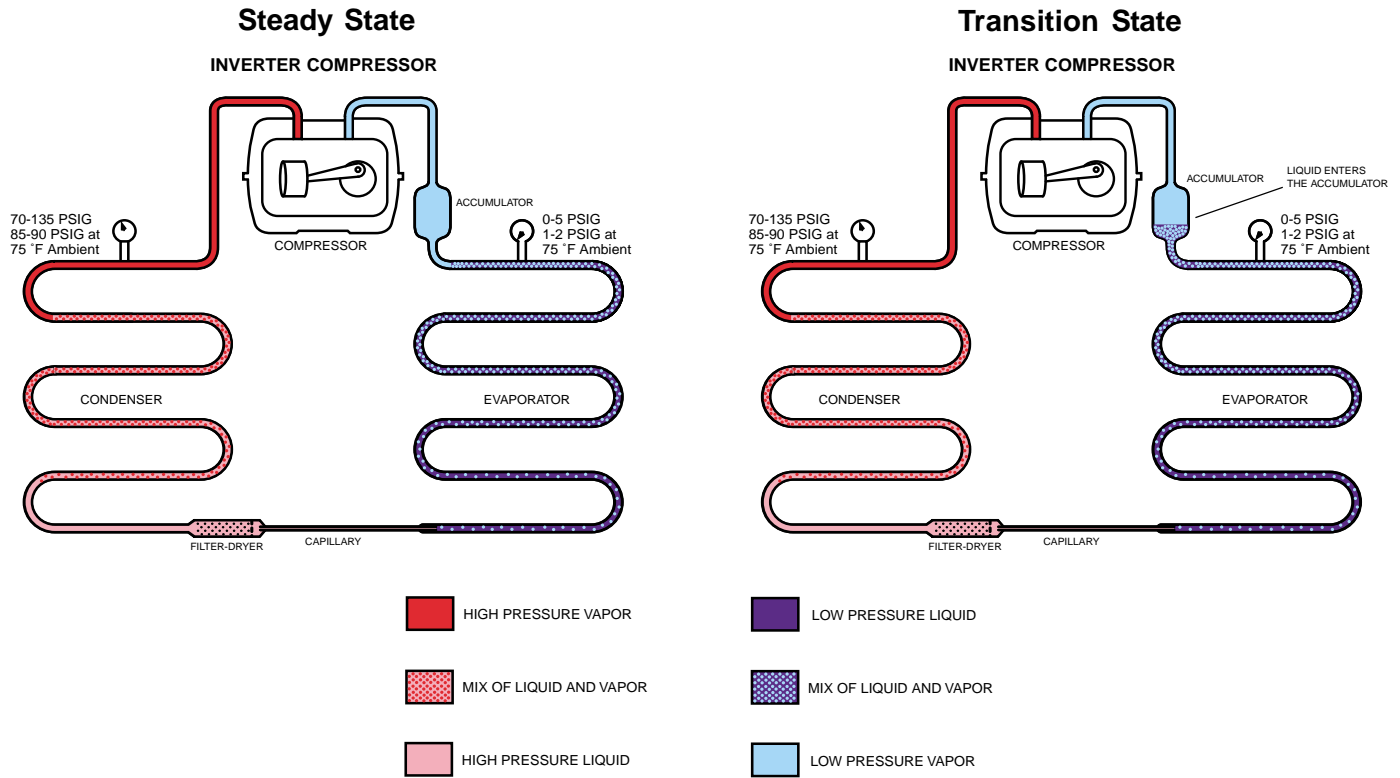 Steady State
INVERTER COMPRESSOR
ACCUMULATOR
70-135 PSIG
85-90 PSIG at
75 ˚F Ambient
COMPRESSOR
0-5 PSIG
1-2 PSIG at
75 ˚F Ambient
CONDENSER
EVAPORATOR
FILTER-DRYER
CAPILLARY
Transition State
INVERTER COMPRESSOR
ACCUMULATOR
LIQUID ENTERS
THE ACCUMULATOR
70-135 PSIG
85-90 PSIG at
75 ˚F Ambient
COMPRESSOR
0-5 PSIG
1-2 PSIG at
75 ˚F Ambient
CONDENSER
EVAPORATOR
FILTER-DRYER
CAPILLARY
HIGH PRESSURE VAPOR
MIX OF LIQUID AND VAPOR
HIGH PRESSURE LIQUID
LOW PRESSURE LIQUID
MIX OF LIQUID AND VAPOR
LOW PRESSURE VAPOR